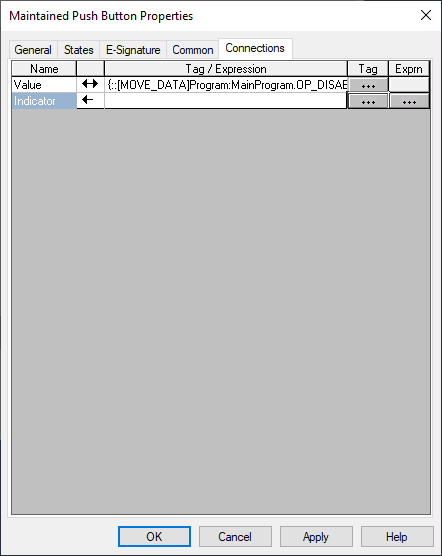 Maintained Push Button Properties
General States E-Signature Common Connections
Name Tag / Expression Tag Exprn
Value {::[MOVE_DATA]Program:MainProgram.OP_DISAE ...
Indicator ... ...
OK Cancel Apply Help